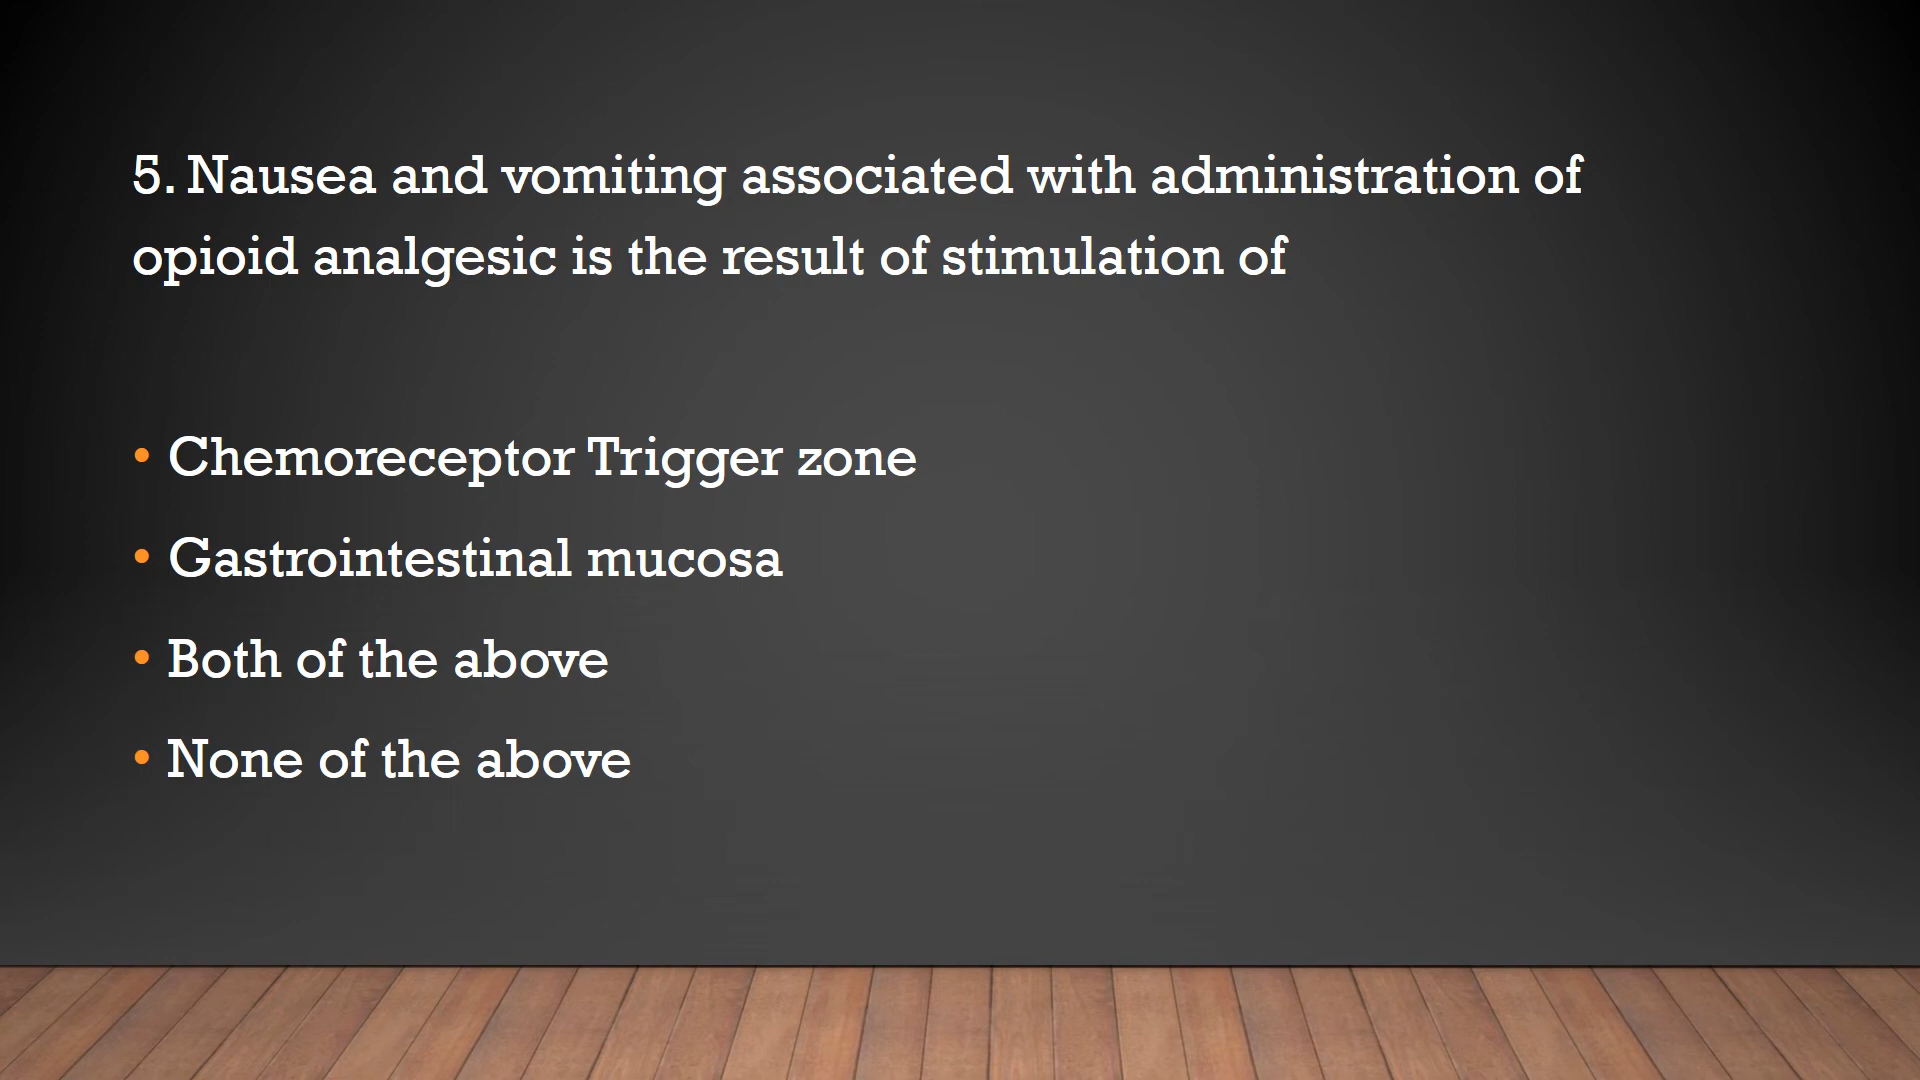 5. Nausea and vomiting associated with administration of
opioid analgesic is the result of stimulation of
• Chemoreceptor Trigger zone
• Gastrointestinal mucosa
• Both of the above
• None of the above